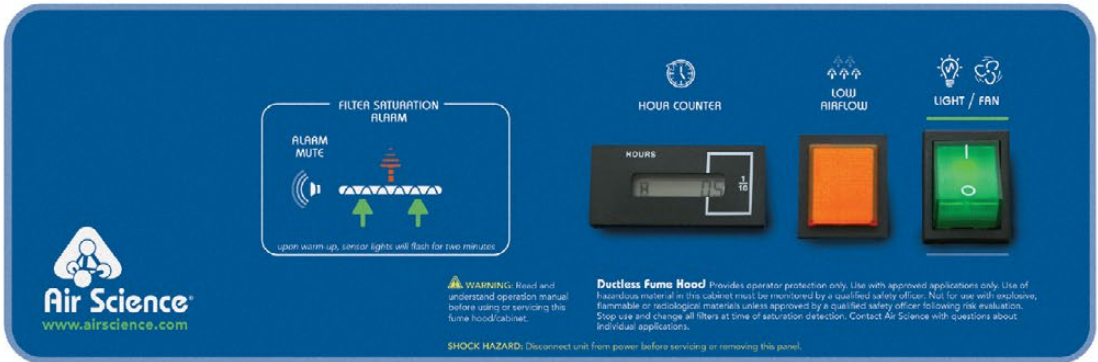 FILTER SATURATION
ALARM
ALARM
MUTE
upon warm-up, sensor lights will flash for two minutes
HOUR COUNTER
LOW
AIRFLOW
LIGHT / FAN
HOURS
1/10
I
O
Air Science®
www.airscience.com
WARNING: Read and
understand operation manual
before using or servicing this
fume hood/cabinet.
Ductless Fume Hood Provides operator protection only. Use with approved applications only. Use of
hazardous material in this cabinet must be monitored by a qualified safety officer. Not for use with explosive,
flammable or radiological materials unless approved by a qualified safety officer following risk evaluation.
Stop use and change all filters at time of saturation detection. Contact Air Science with questions about
individual applications.
SHOCK HAZARD: Disconnect unit from power before servicing or removing this panel.